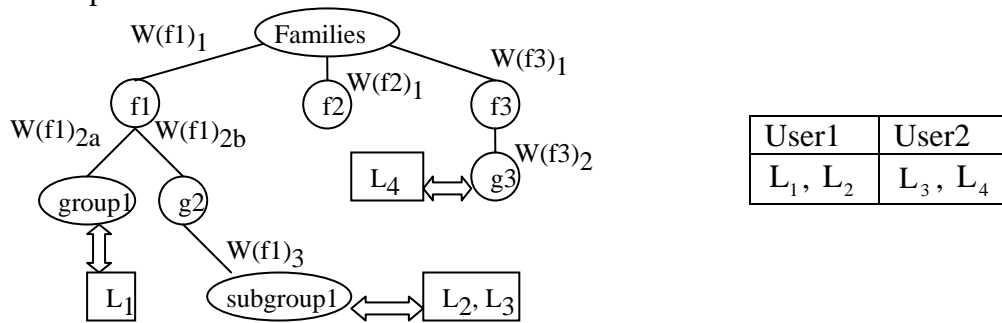 Families
W(f1)1
W(f2)1
W(f3)1
f1
f2
f3
W(f1)2a
W(f1)2b
W(f3)2
group1
g2
L4
g3
W(f1)3
L1
subgroup1
L2, L3
User1 User2
L1, L2 L3, L4